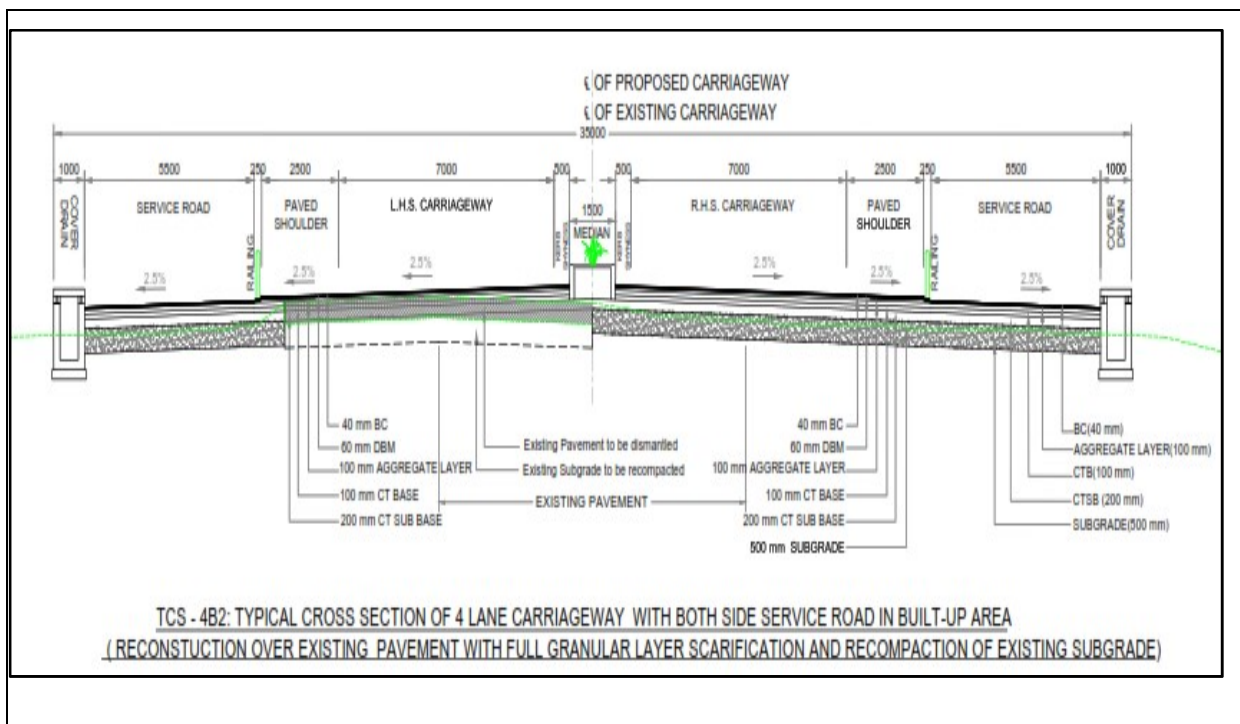 ℄ OF PROPOSED CARRIAGEWAY
℄ OF EXISTING CARRIAGEWAY
35000
1000 5500 250 2500 7000 500 500 7000 2500 250 5500 1000
COVER DRAIN
SERVICE ROAD
RAILING
PAVED SHOULDER
L.H.S. CARRIAGEWAY
KERB SHYNESS
1500
MEDIAN
KERB SHYNESS
R.H.S. CARRIAGEWAY
PAVED SHOULDER
RAILING
SERVICE ROAD
COVER DRAIN
2.5% 2.5% 2.5% 2.5% 2.5% 2.5%
40 mm BC
60 mm DBM
100 mm AGGREGATE LAYER
100 mm CT BASE
200 mm CT SUB BASE
Existing Pavement to be dismantled
Existing Subgrade to be recompacted
EXISTING PAVEMENT
40 mm BC
60 mm DBM
100 mm AGGREGATE LAYER
100 mm CT BASE
200 mm CT SUB BASE
500 mm SUBGRADE
BC(40 mm)
AGGREGATE LAYER(100 mm)
CTB(100 mm)
CTSB (200 mm)
SUBGRADE(500 mm)
TCS - 4B2: TYPICAL CROSS SECTION OF 4 LANE CARRIAGEWAY WITH BOTH SIDE SERVICE ROAD IN BUILT-UP AREA
( RECONSTUCTION OVER EXISTING PAVEMENT WITH FULL GRANULAR LAYER SCARIFICATION AND RECOMPACTION OF EXISTING SUBGRADE)